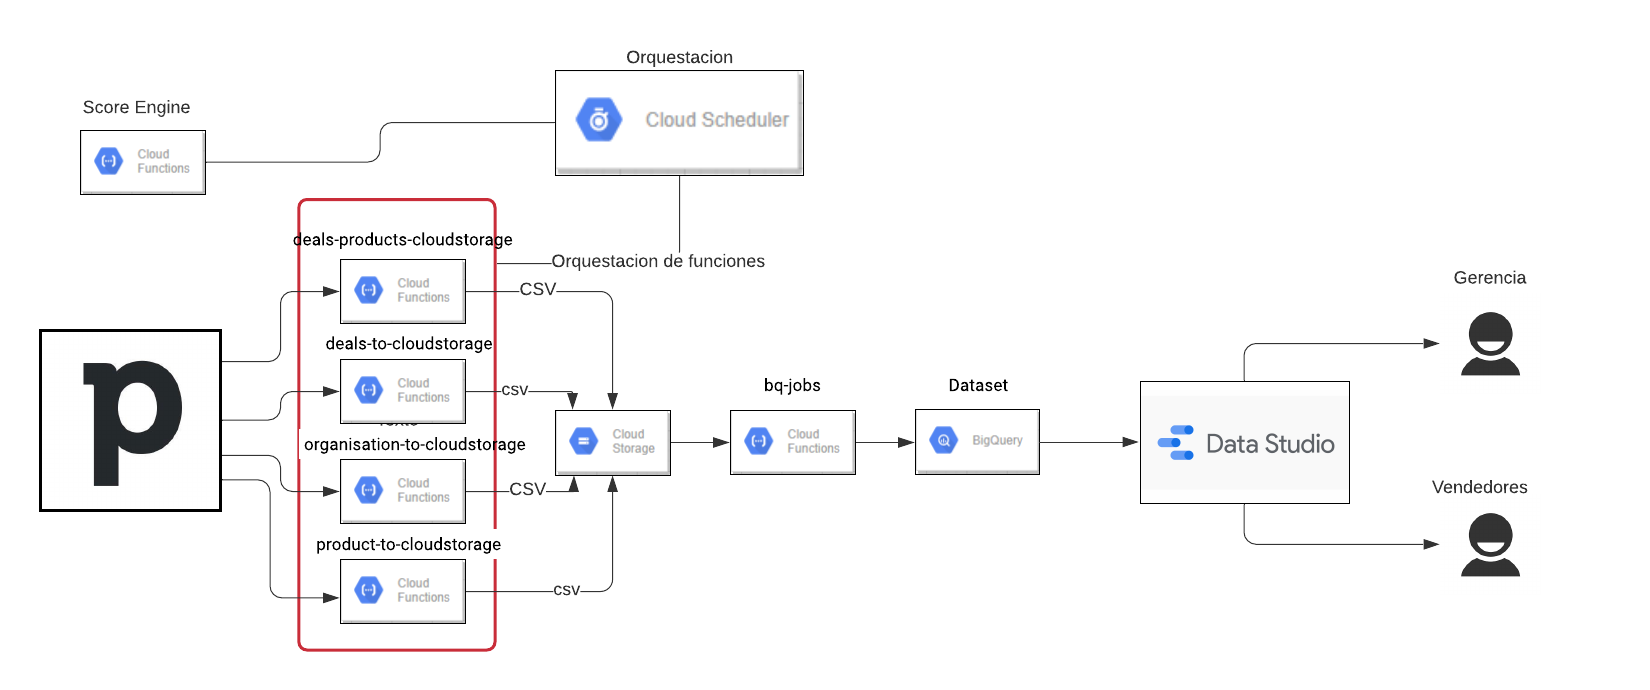 Orquestacion
Cloud Scheduler
Score Engine
Cloud
Functions
deals-products-cloudstorage
Orquestacion de funciones
Cloud
Functions
CSV
deals-to-cloudstorage
Cloud
Functions
csv
organisation-to-cloudstorage
Cloud
Functions
CSV
product-to-cloudstorage
Cloud
Functions
csv
p
Cloud
Storage
bq-jobs
Cloud
Functions
Dataset
BigQuery
Data Studio
Gerencia
Vendedores